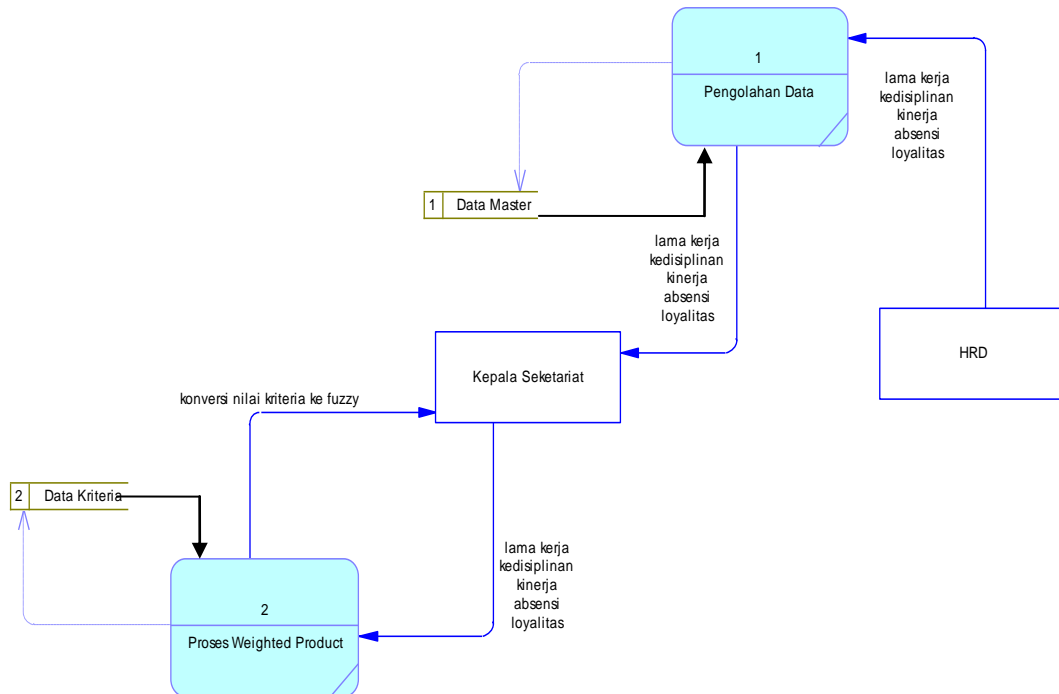 1
Pengolahan Data
lama kerja
kedisiplinan
kinerja
absensi
loyalitas
1 Data Master
lama kerja
kedisiplinan
kinerja
absensi
loyalitas
HRD
Kepala Seketariat
konversi nilai kriteria ke fuzzy
2 Data Kriteria
lama kerja
kedisiplinan
kinerja
absensi
loyalitas
2
Proses Weighted Product